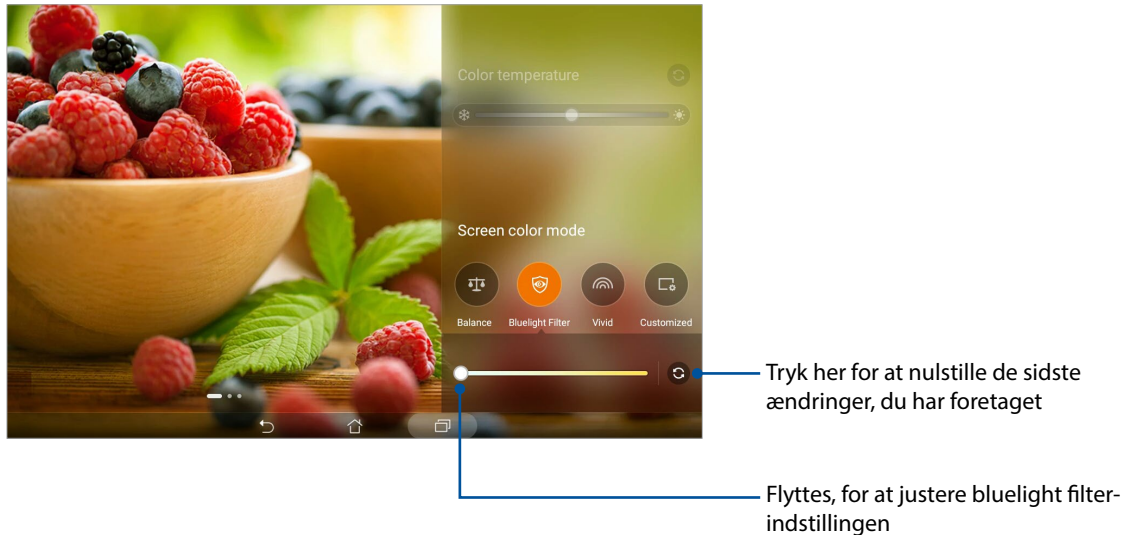 Color temperature
Screen color mode
Balance
Bluelight Filter
Vivid
Customized
Tryk her for at nulstille de sidste
ændringer, du har foretaget
Flyttes, for at justere bluelight filter-
indstillingen